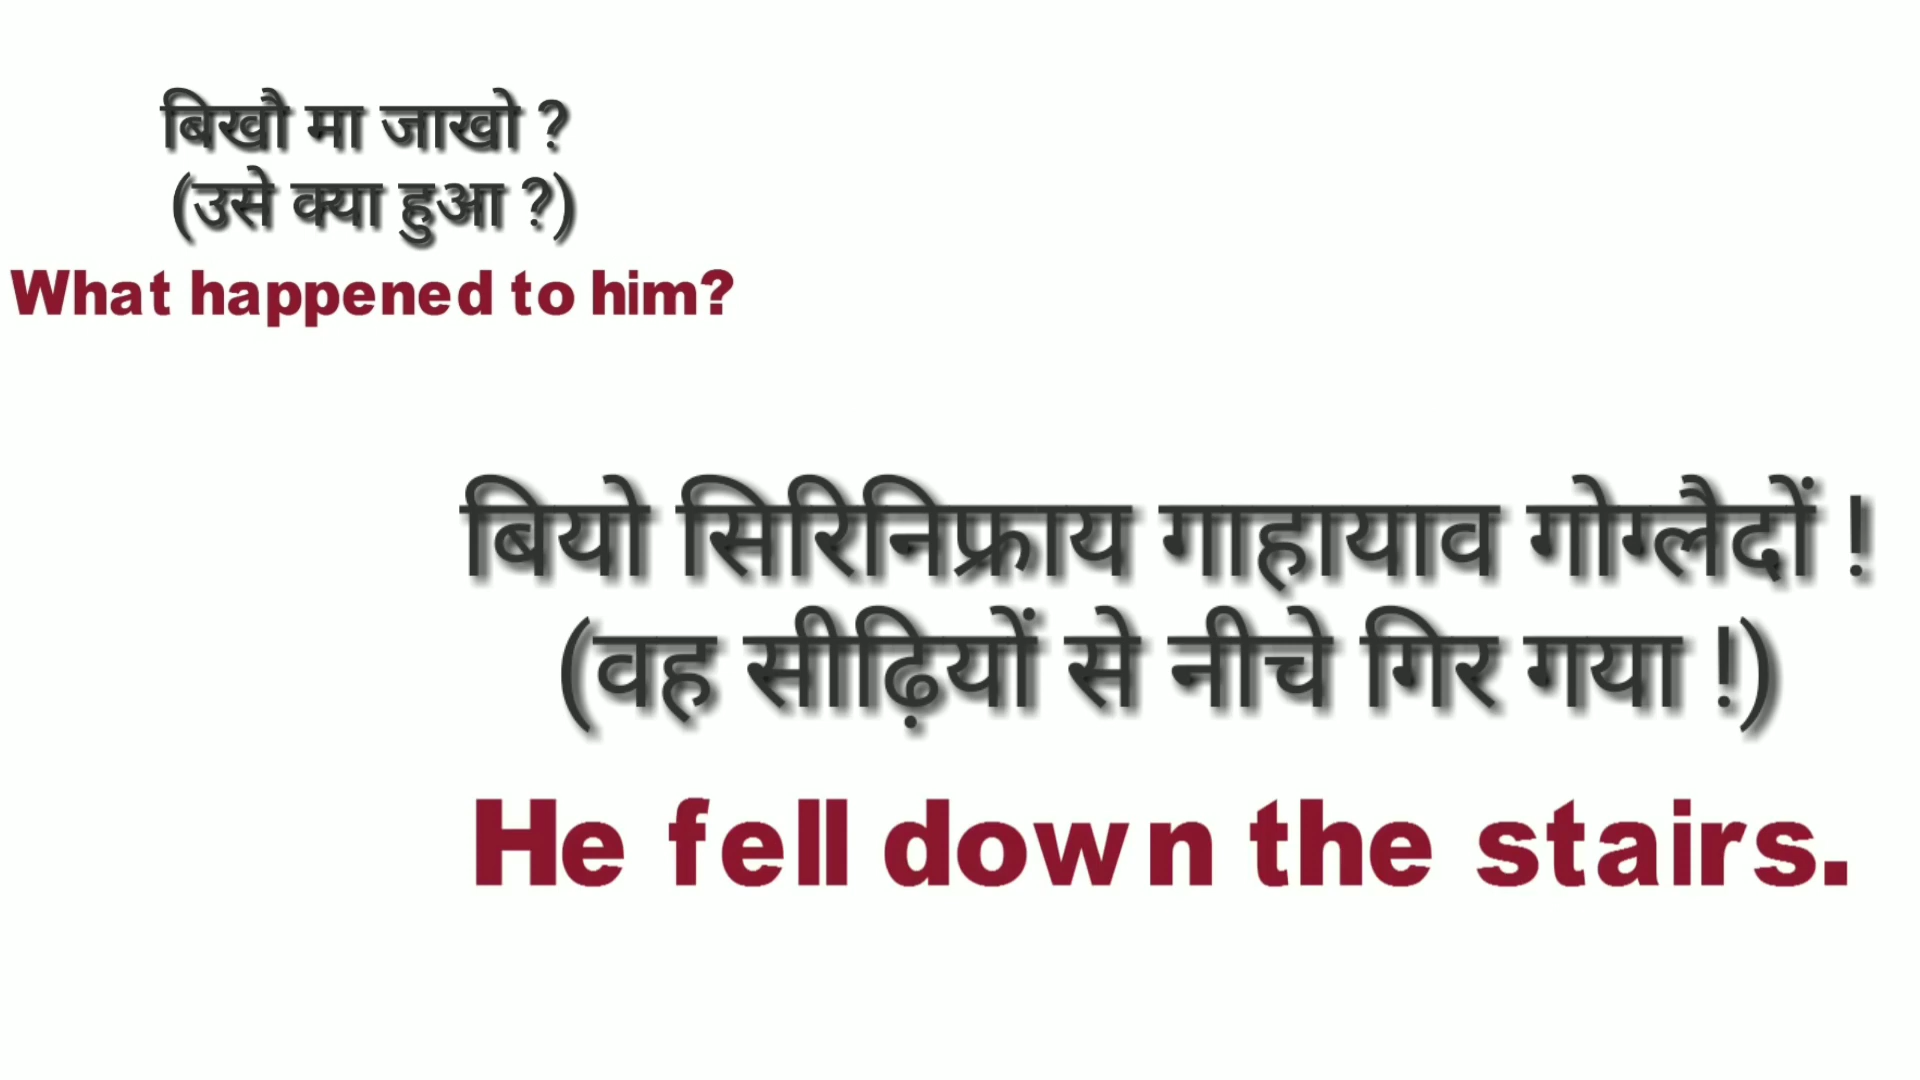 बिखौ मा जाखो ?
(उसे क्या हुआ ?)
What happened to him?
बियो सिरिनिफ्राय गाहायाव गोग्लैदों !
(वह सीढ़ियों से नीचे गिर गया !)
He fell down the stairs.